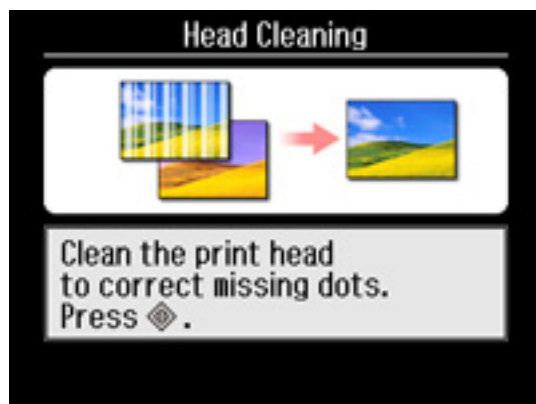 Head Cleaning
Clean the print head
to correct missing dots.
Press .